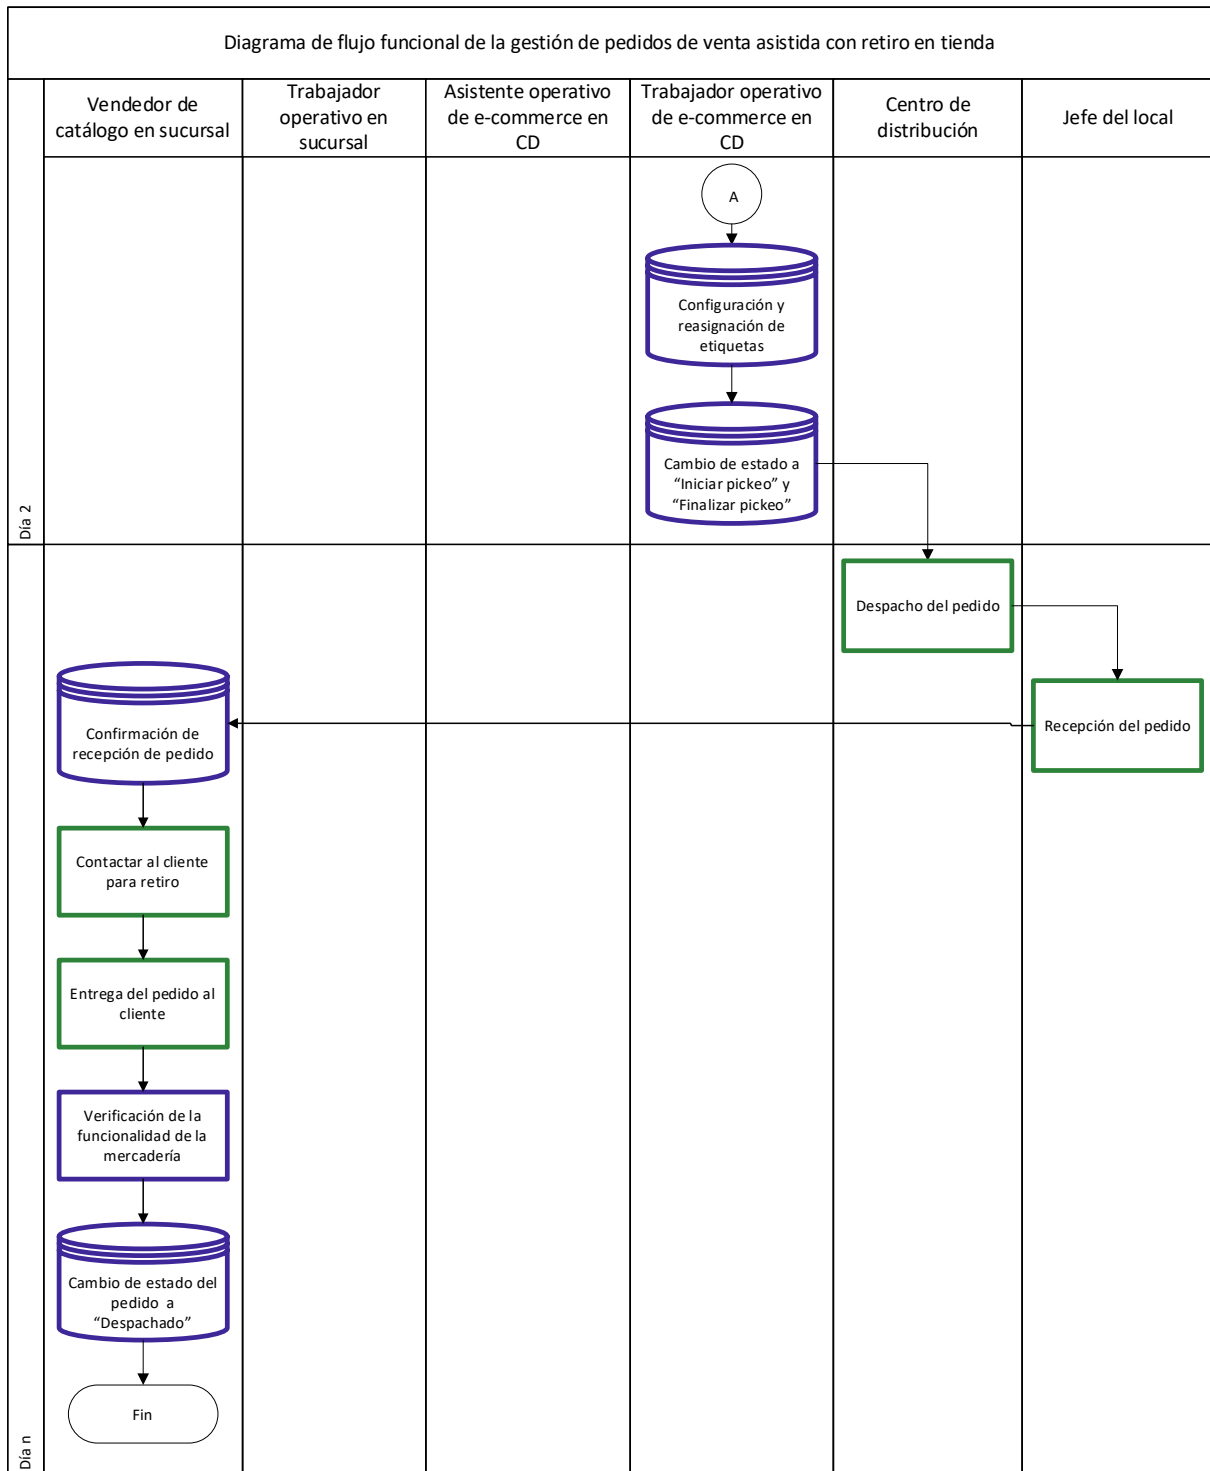 Diagrama de flujo funcional de la gestión de pedidos de venta asistida con retiro en tienda
Vendedor de
catálogo en sucursal
Trabajador
operativo en
sucursal
Asistente operativo
de e-commerce en
CD
Trabajador operativo
de e-commerce en
CD
Centro de
distribución
Jefe del local
A
Configuración y
reasignación de
etiquetas
Cambio de estado a
“Iniciar pickeo” y
“Finalizar pickeo”
Día 2
Despacho del pedido
Recepción del pedido
Confirmación de
recepción de pedido
Contactar al cliente
para retiro
Entrega del pedido al
cliente
Verificación de la
funcionalidad de la
mercadería
Cambio de estado del
pedido a
“Despachado”
Fin
Día n